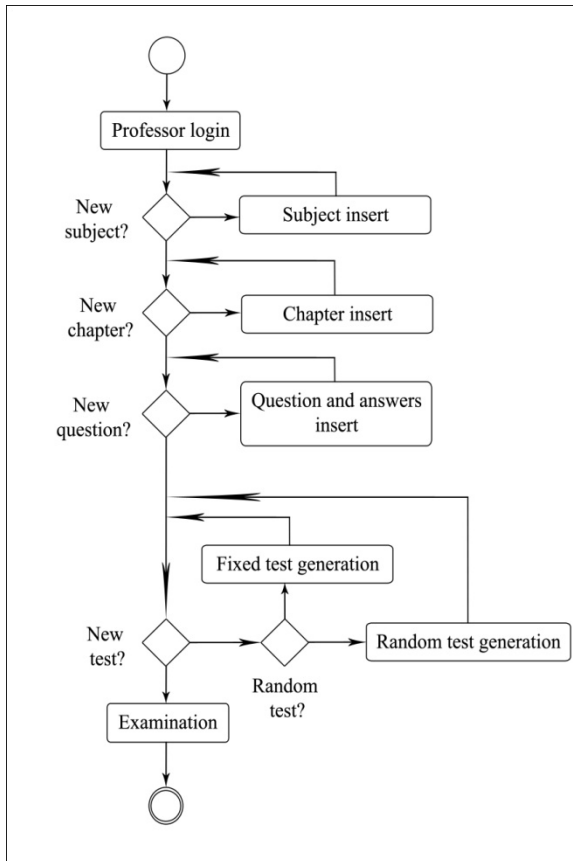 Professor login
New
subject?
Subject insert
New
chapter?
Chapter insert
New
question?
Question and answers
insert
Fixed test generation
New
test?
Random test generation
Random
test?
Examination